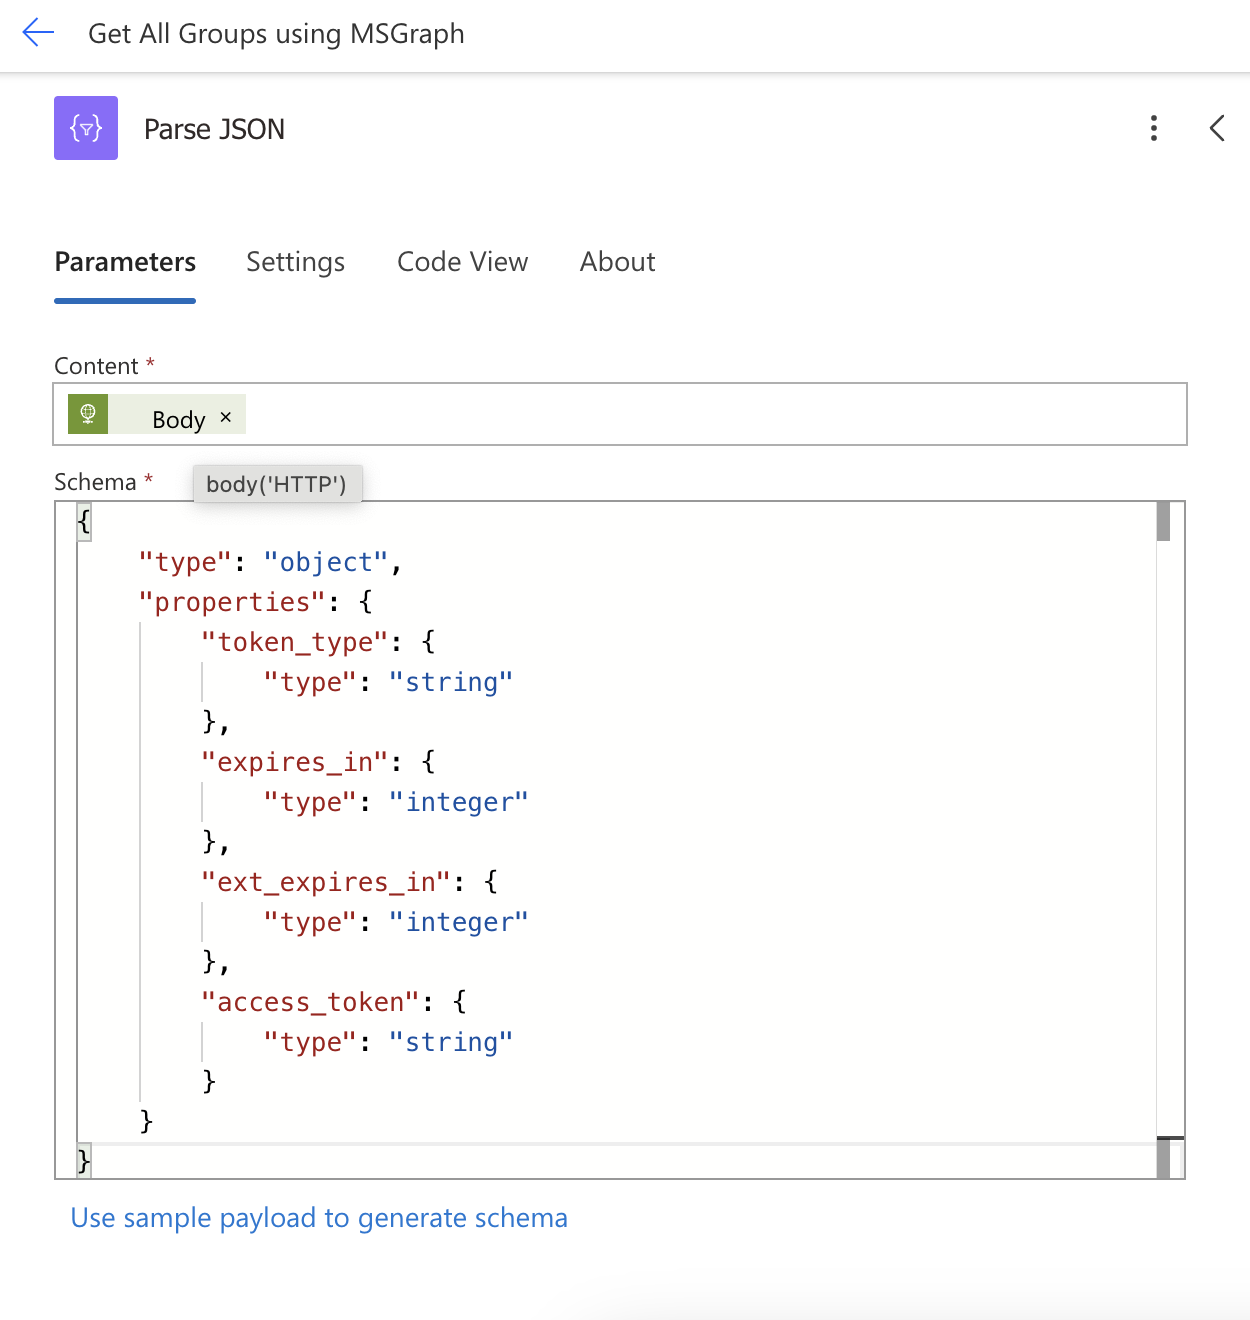 Get All Groups using MSGraph
Parse JSON
Parameters Settings Code View About
Content *
Body ×
Schema *
body('HTTP')
{
    "type": "object",
    "properties": {
        "token_type": {
            "type": "string"
        },
        "expires_in": {
            "type": "integer"
        },
        "ext_expires_in": {
            "type": "integer"
        },
        "access_token": {
            "type": "string"
        }
    }
}
Use sample payload to generate schema